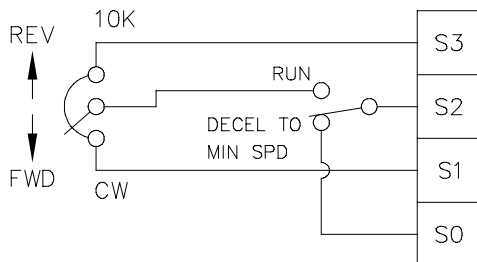 10K
REV
S3
RUN
S2
DECEL TO
MIN SPD
S1
FWD
CW
S0